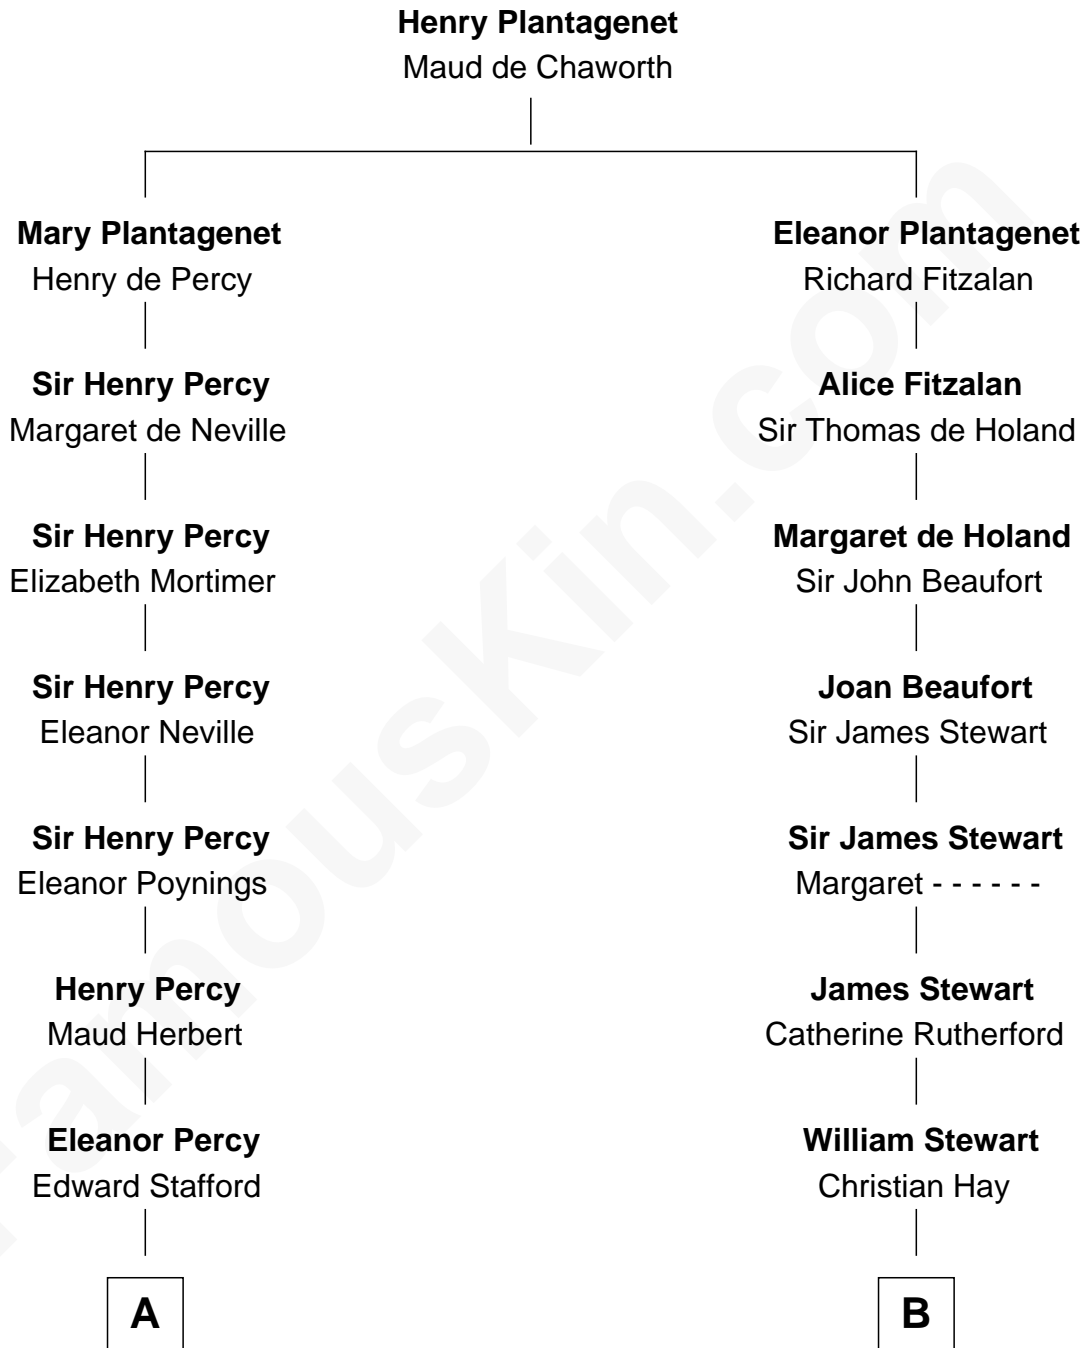 Henry Plantagenet
Maud de Chaworth
Mary Plantagenet
Henry de Percy
Sir Henry Percy
Margaret de Neville
Sir Henry Percy
Elizabeth Mortimer
Sir Henry Percy
Eleanor Neville
Sir Henry Percy
Eleanor Poynings
Henry Percy
Maud Herbert
Eleanor Percy
Edward Stafford
A
Eleanor Plantagenet
Richard Fitzalan
Alice Fitzalan
Sir Thomas de Holand
Margaret de Holand
Sir John Beaufort
Joan Beaufort
Sir James Stewart
Sir James Stewart
Margaret - - - - - -
James Stewart
Catherine Rutherford
William Stewart
Christian Hay
B
FamousKin.com